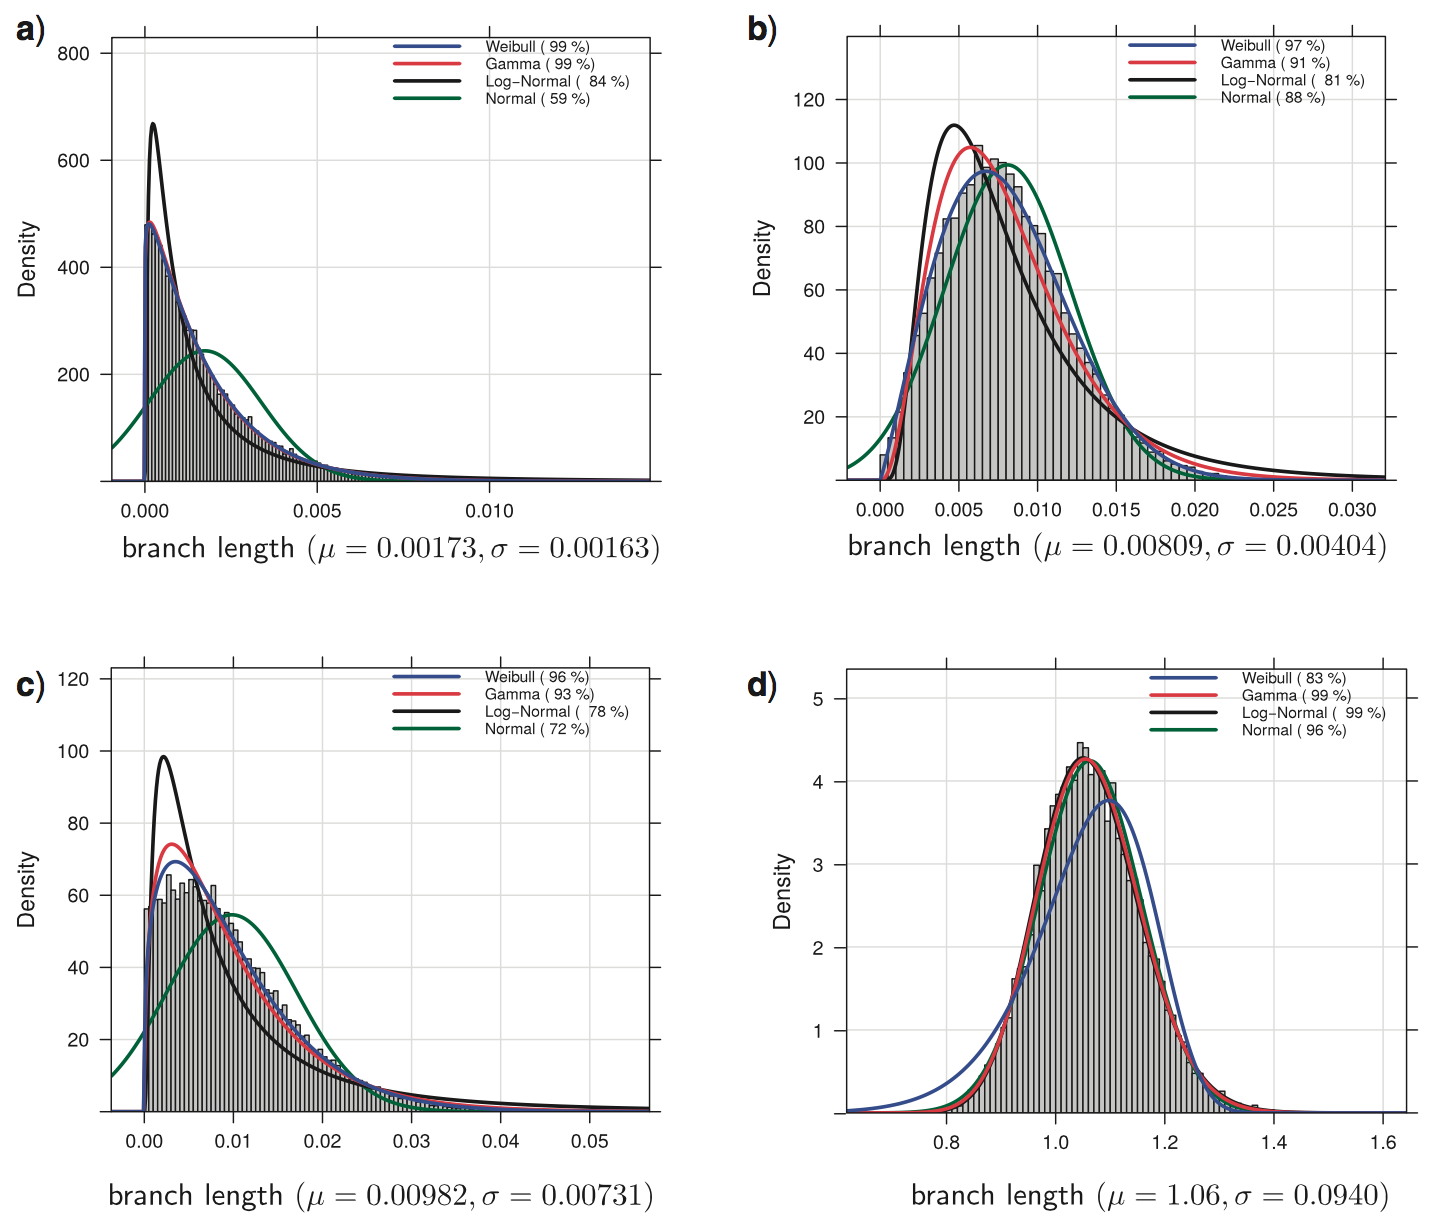 a)
800
600
400
200
Density
Weibull ( 99 %)
Gamma ( 99 %)
Log−Normal ( 84 %)
Normal ( 59 %)
0.000 0.005 0.010
branch length (μ = 0.00173, σ = 0.00163)
b)
120
100
80
60
40
20
Density
Weibull ( 97 %)
Gamma ( 91 %)
Log−Normal ( 81 %)
Normal ( 88 %)
0.000 0.005 0.010 0.015 0.020 0.025 0.030
branch length (μ = 0.00809, σ = 0.00404)
c)
120
100
80
60
40
20
Density
Weibull ( 96 %)
Gamma ( 93 %)
Log−Normal ( 78 %)
Normal ( 72 %)
0.00 0.01 0.02 0.03 0.04 0.05
branch length (μ = 0.00982, σ = 0.00731)
d)
5
4
3
2
1
Density
Weibull ( 83 %)
Gamma ( 99 %)
Log−Normal ( 99 %)
Normal ( 96 %)
0.8 1.0 1.2 1.4 1.6
branch length (μ = 1.06, σ = 0.0940)